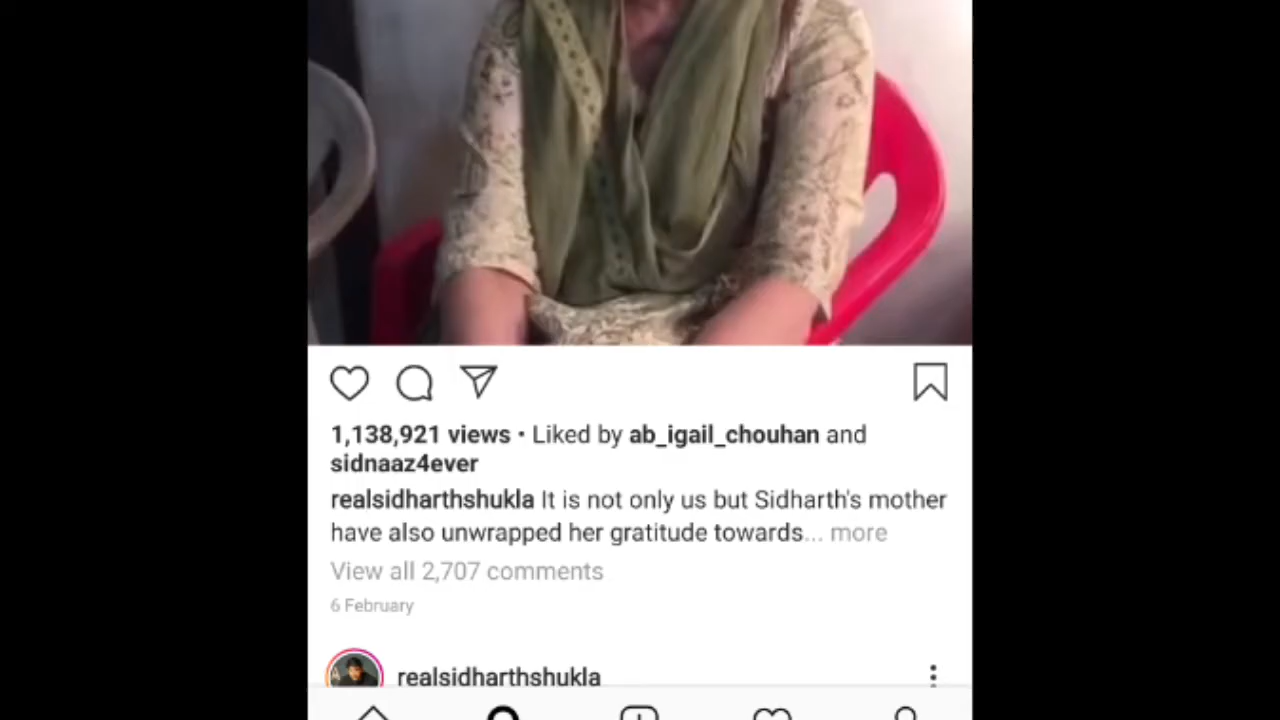 1,138,921 views • Liked by ab_igail_chouhan and
sidnaaz4ever
realsidharthshukla It is not only us but Sidharth's mother
have also unwrapped her gratitude towards... more
View all 2,707 comments
6 February
realsidharthshukla